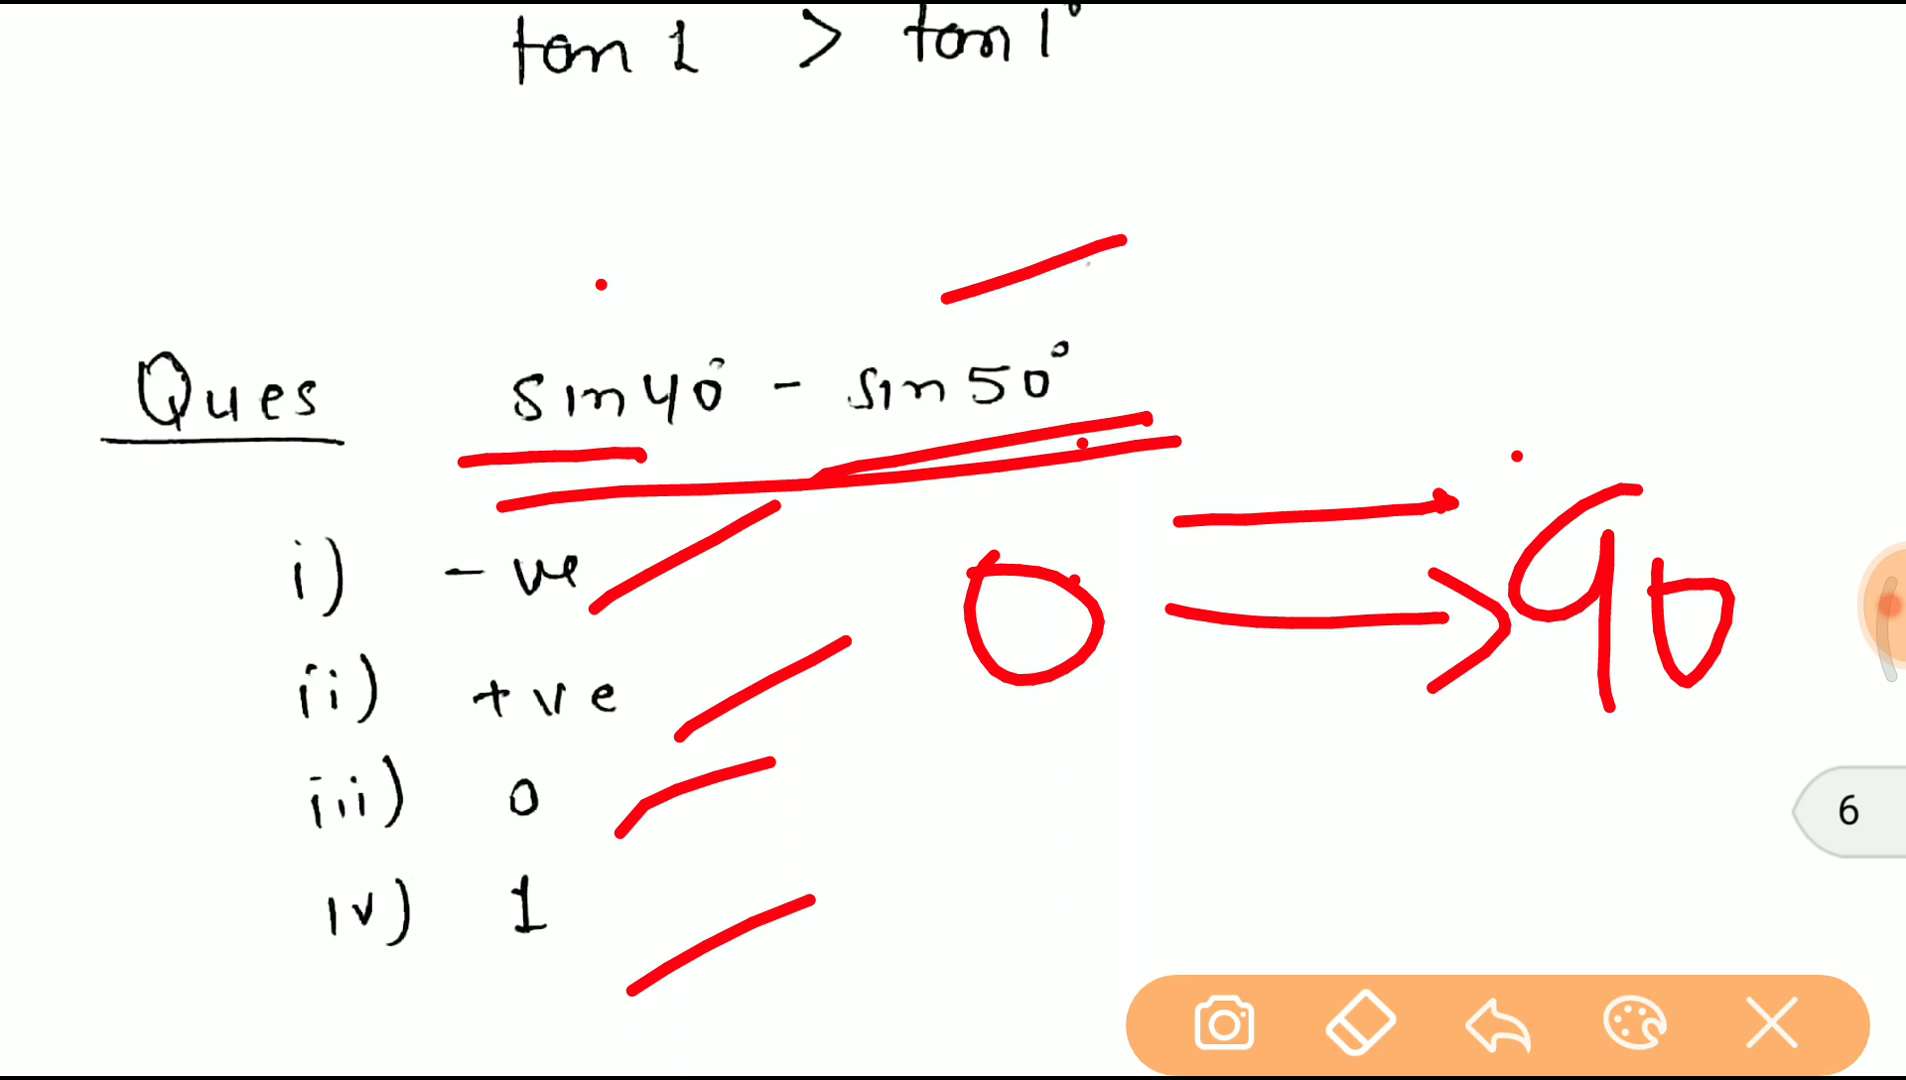 tan 1 > tan 1°
Ques sin 40° - sin 50°
i) -ve
0 90
ii) +ve
iii) 0
iv) 1
6